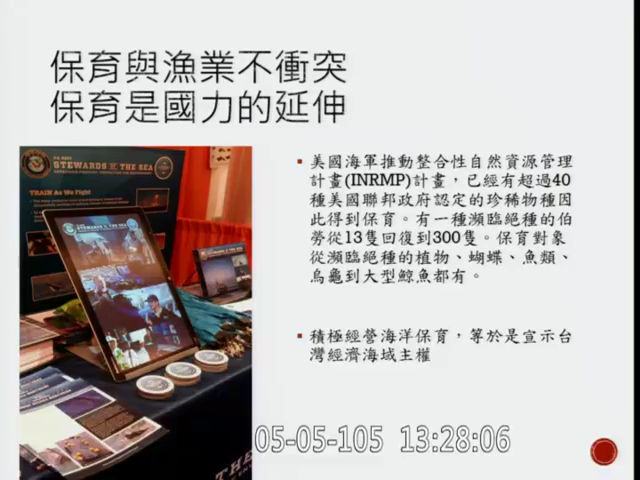 保育與漁業不衝突
保育是國力的延伸
美國海軍推動整合性自然資源管理
計畫(INRMP)計畫，已經有超過40
種美國聯邦政府認定的珍稀物種因
此得到保育。有一種瀕臨絕種的伯
勞從13隻回復到300隻。保育對象
從瀕臨絕種的植物、蝴蝶、魚類、
烏龜到大型鯨魚都有。
積極經營海洋保育，等於是宣示台
灣經濟海域主權
STEWARDS OF THE SEA
TRAIN As We Fight
05-05-105 13:28:06